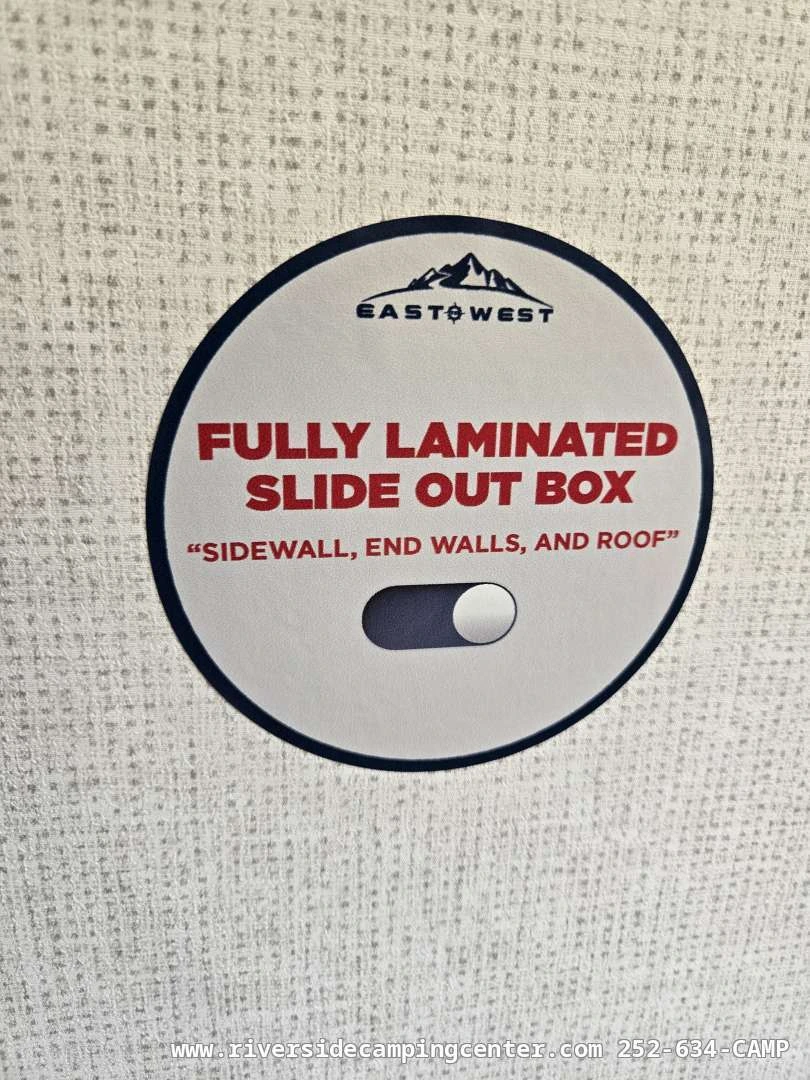 EAST WEST
FULLY LAMINATED
SLIDE OUT BOX
“SIDEWALL, END WALLS, AND ROOF”
www.riversidecampingcenter.com 252-634-CAMP